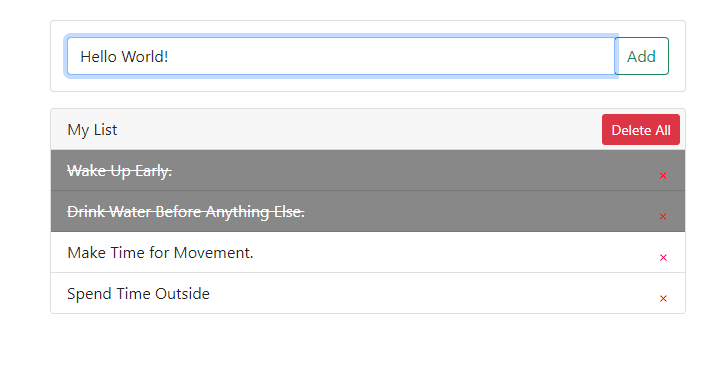 Hello World!
Add
My List
Delete All
Wake Up Early.
×
Drink Water Before Anything Else.
×
Make Time for Movement.
×
Spend Time Outside
×